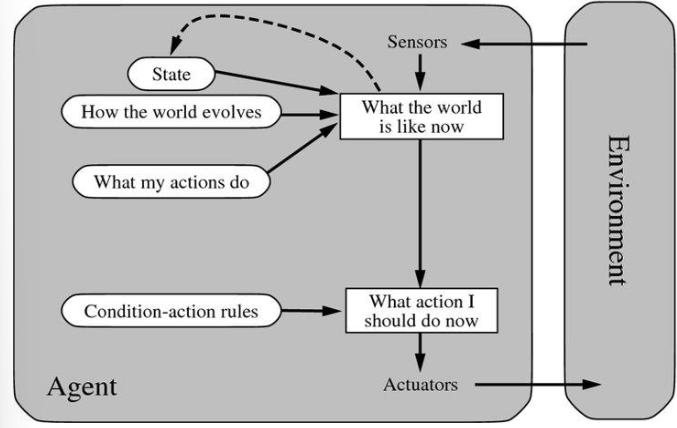 Sensors
State
How the world evolves
What the world
is like now
What my actions do
Environment
Condition-action rules
What action I
should do now
Agent
Actuators